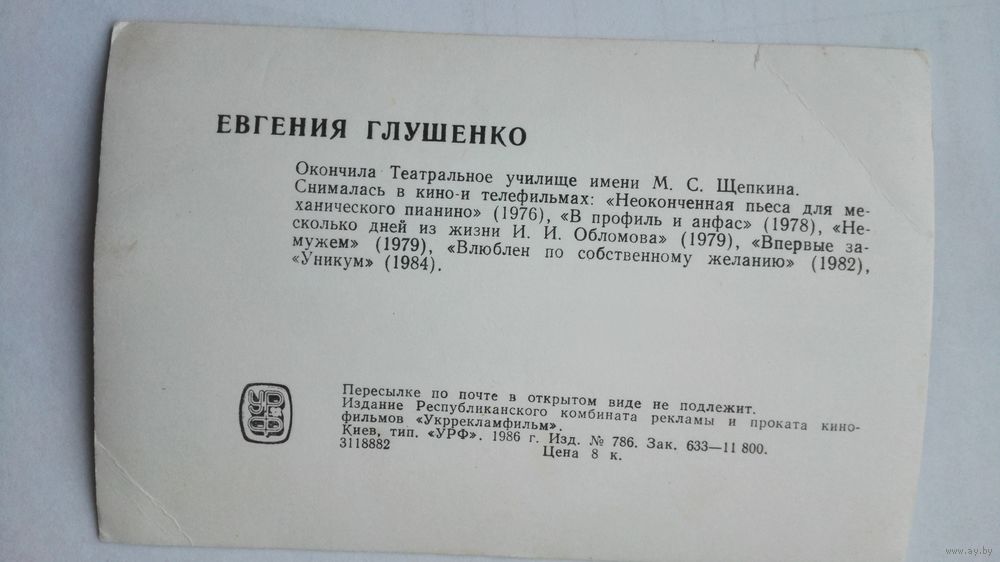 ЕВГЕНИЯ ГЛУШЕНКО
Окончила Театральное училище имени М. С. Щепкина.
Снималась в кино-и телефильмах: «Неоконченная пьеса для ме-
ханического пианино» (1976), «В профиль и анфас» (1978), «Не-
сколько дней из жизни И. И. Обломова» (1979), «Впервые за-
мужем» (1979), «Влюблен по собственному желанию» (1982),
«Уникум» (1984).
Пересылке по почте в открытом виде не подлежит.
Издание Республиканского комбината рекламы и проката кино-
фильмов «Укррекламфильм».
Киев, тип. «УРФ». 1986 г. Изд. № 786. Зак. 633—11 800.
3118882 Цена 8 к.
www.ay.by